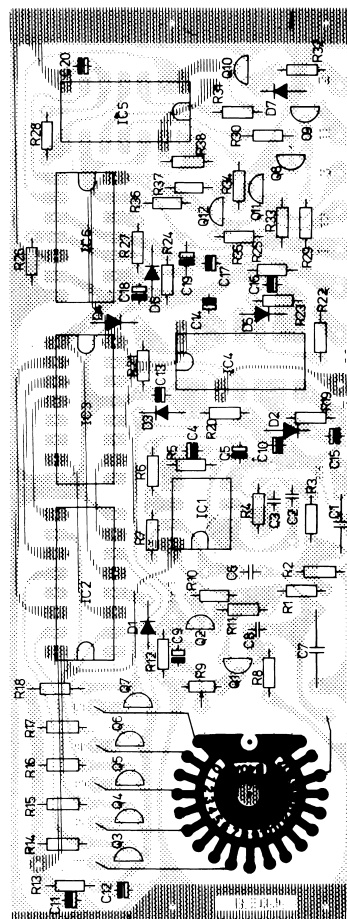 C20
R28
IC5
Q10
R32
R31
D7
R30
Q9
R38
Q8
R37
R36
R34
Q11
Q12
R33
R29
R35
R25
IC6
R26
R27
R24
D6
C18
C19
C17
C16
C14
D4
D5
R23
R22
IC3
R21
IC4
C13
D3
R20
R19
D2
C15
C10
C4
C5
R5
R6
IC1
R4
C3
C2
R3
C1
R7
IC2
C6
R2
R1
R10
R11
D1
Q2
C8
R12
C9
R9
Q1
R8
C7
R18
Q7
R17
Q6
R16
Q5
R15
Q4
R14
Q3
R13
C11
C12